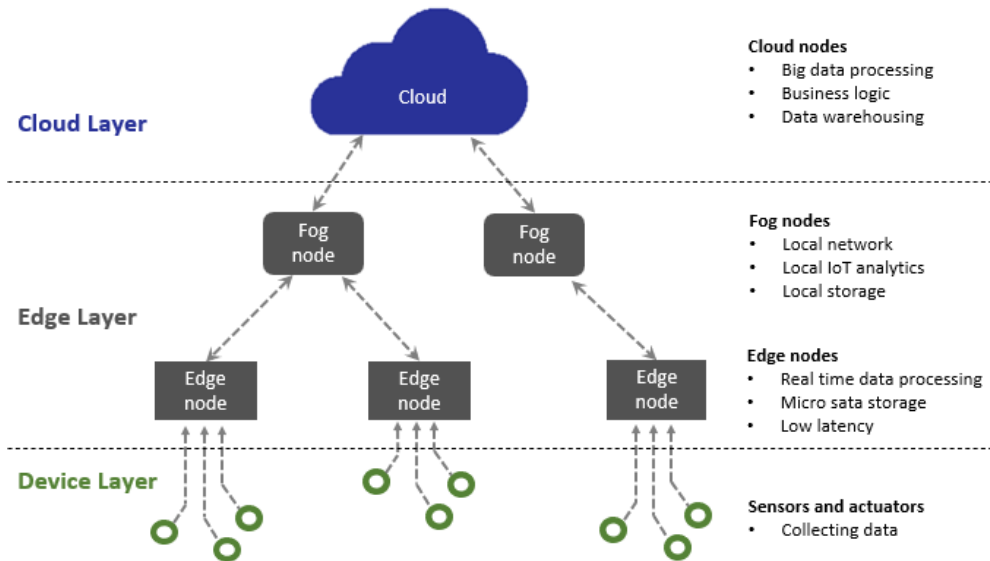 Cloud
Cloud Layer
Cloud nodes
• Big data processing
• Business logic
• Data warehousing
Fog
node
Fog
node
Fog nodes
• Local network
• Local IoT analytics
• Local storage
Edge Layer
Edge
node
Edge
node
Edge
node
Edge nodes
• Real time data processing
• Micro sata storage
• Low latency
Device Layer
Sensors and actuators
• Collecting data